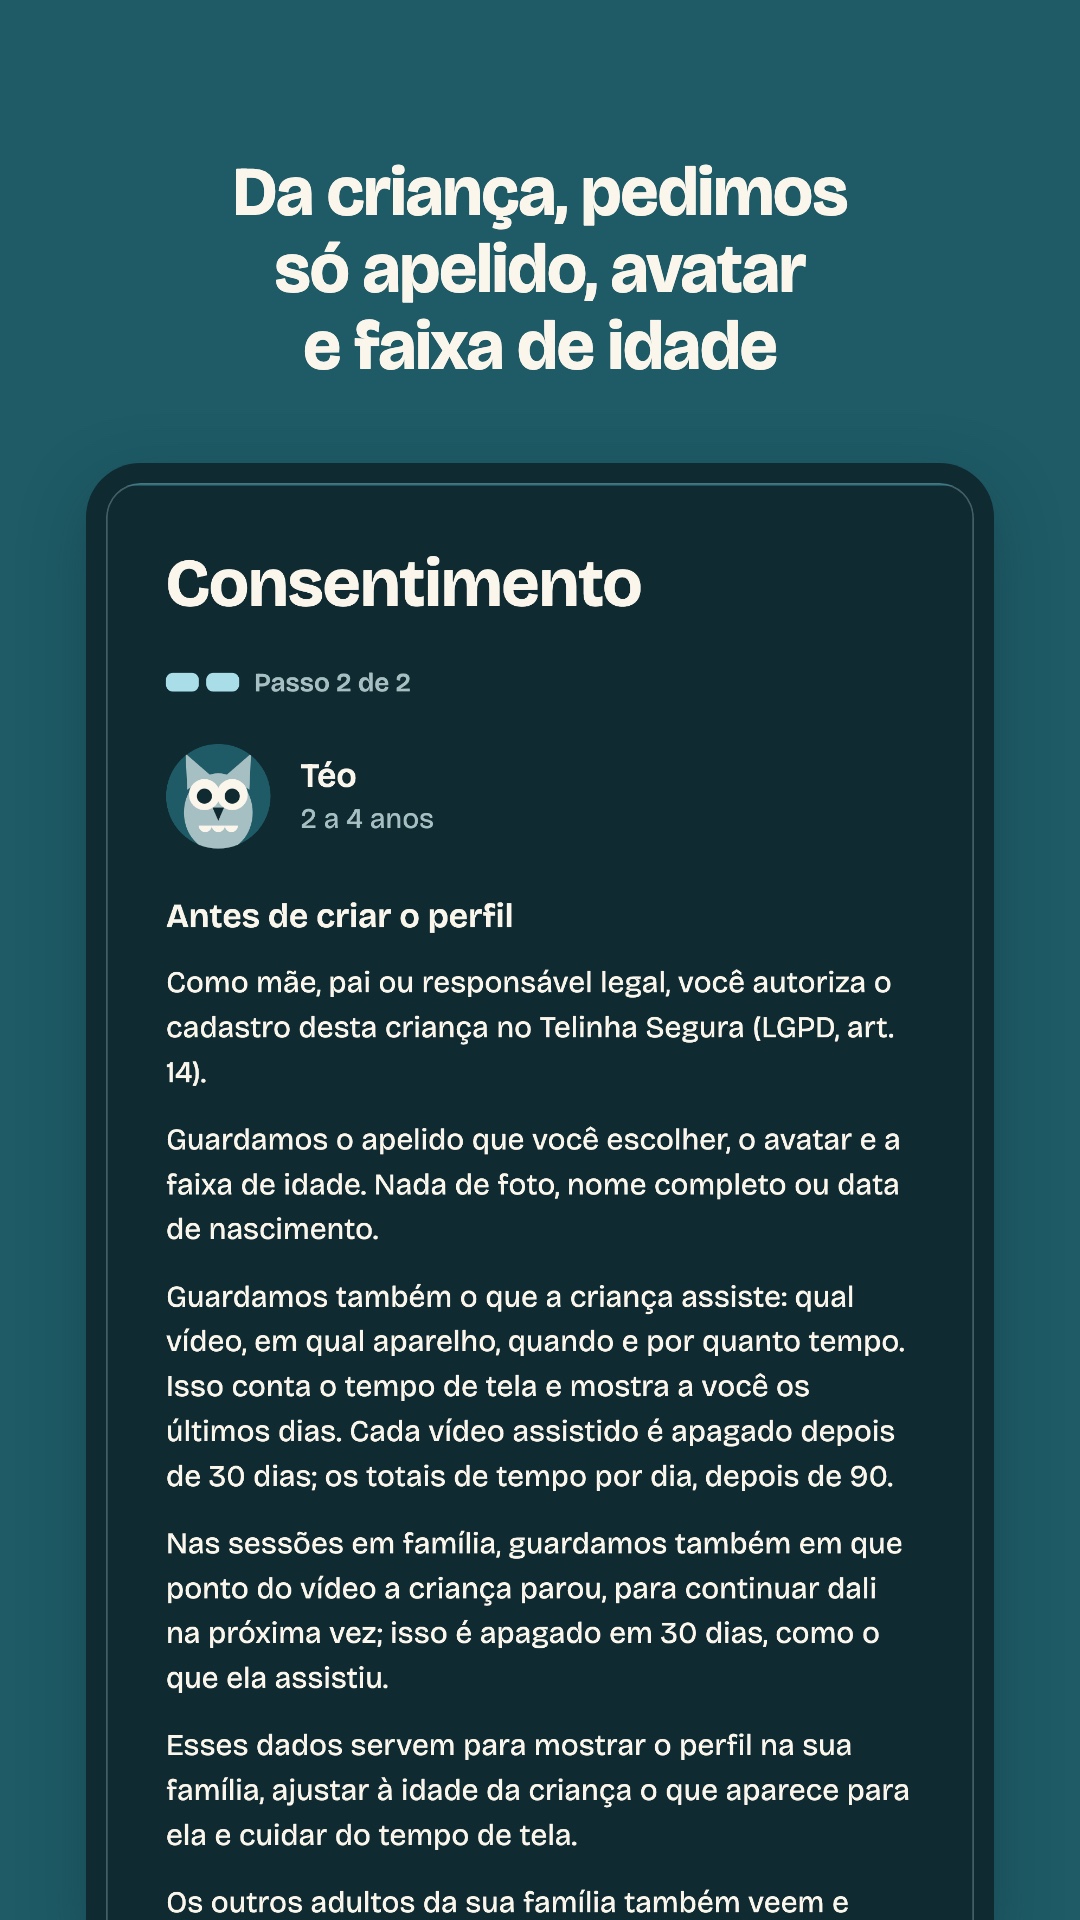 Da criança, pedimos
só apelido, avatar
e faixa de idade
Consentimento
Passo 2 de 2
Téo
2 a 4 anos
Antes de criar o perfil
Como mãe, pai ou responsável legal, você autoriza o
cadastro desta criança no Telinha Segura (LGPD, art.
14).
Guardamos o apelido que você escolher, o avatar e a
faixa de idade. Nada de foto, nome completo ou data
de nascimento.
Guardamos também o que a criança assiste: qual
vídeo, em qual aparelho, quando e por quanto tempo.
Isso conta o tempo de tela e mostra a você os
últimos dias. Cada vídeo assistido é apagado depois
de 30 dias; os totais de tempo por dia, depois de 90.
Nas sessões em família, guardamos também em que
ponto do vídeo a criança parou, para continuar dali
na próxima vez; isso é apagado em 30 dias, como o
que ela assistiu.
Esses dados servem para mostrar o perfil na sua
família, ajustar à idade da criança o que aparece para
ela e cuidar do tempo de tela.
Os outros adultos da sua família também veem e